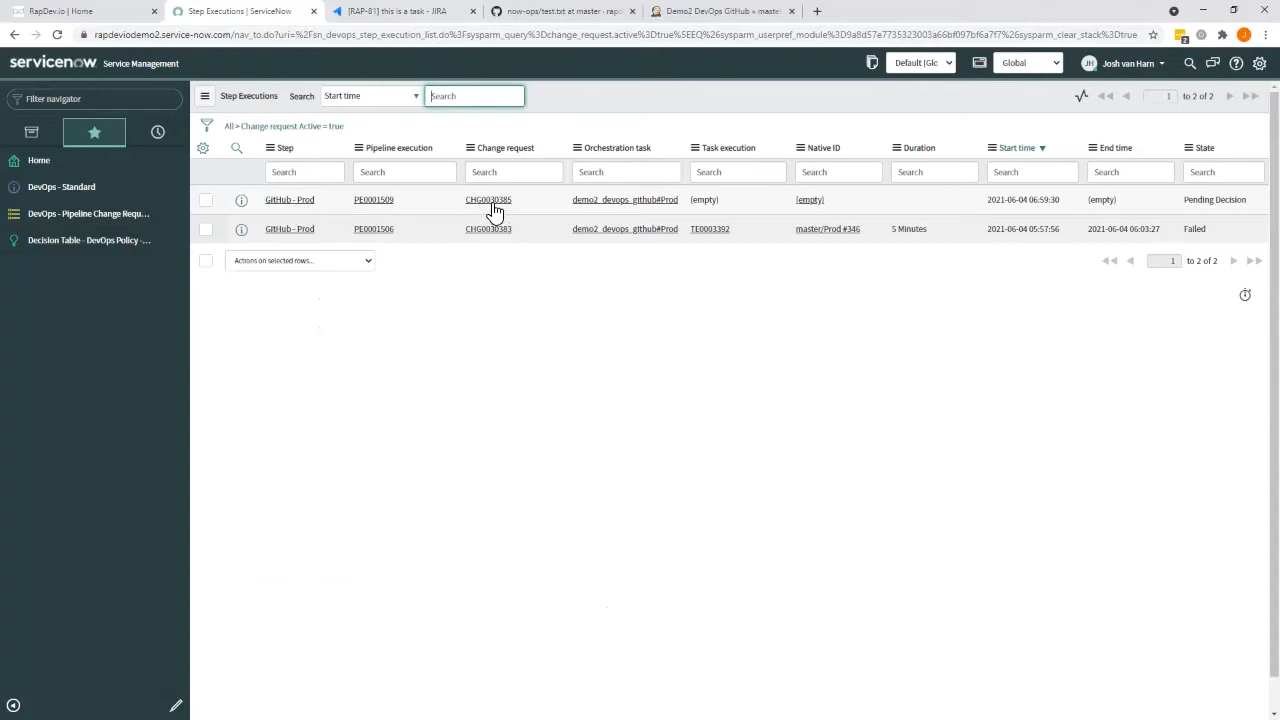 RapDev.io | Home
Step Executions | ServiceNow
[RAP-81] this is a task - JIRA
now-ops/test.txt at master · rapd
Demo2 DevOps GitHub » master
rapdeviodemo2.service-now.com/nav_to.do?uri=%2Fsn_devops_step_execution_list.do%3Fsysparm_query%3Dchange_request.active%3Dtrue%5EEQ%26sysparm_userpref_module%3D9a8d57e7735323003a66bf097bf6a7f7%26sysparm_clear_stack%3Dtrue
2
J
servicenow Service Management
Default [Glo
Global
JH
Josh van Harn
Filter navigator
Home
DevOps - Standard
DevOps - Pipeline Change Requ...
Decision Table - DevOps Policy -...
Step Executions Search Start time Search 1 to 2 of 2
All > Change request Active = true
Step Pipeline execution Change request Orchestration task Task execution Native ID Duration Start time End time State
Search Search Search Search Search Search Search Search Search Search
GitHub - Prod PE0001509 CHG0030385 demo2_devops_github#Prod (empty) (empty) 2021-06-04 06:59:30 (empty) Pending Decision
GitHub - Prod PE0001506 CHG0030383 demo2_devops_github#Prod TE0003392 master/Prod #346 5 Minutes 2021-06-04 05:57:56 2021-06-04 06:03:27 Failed
Actions on selected rows... 1 to 2 of 2